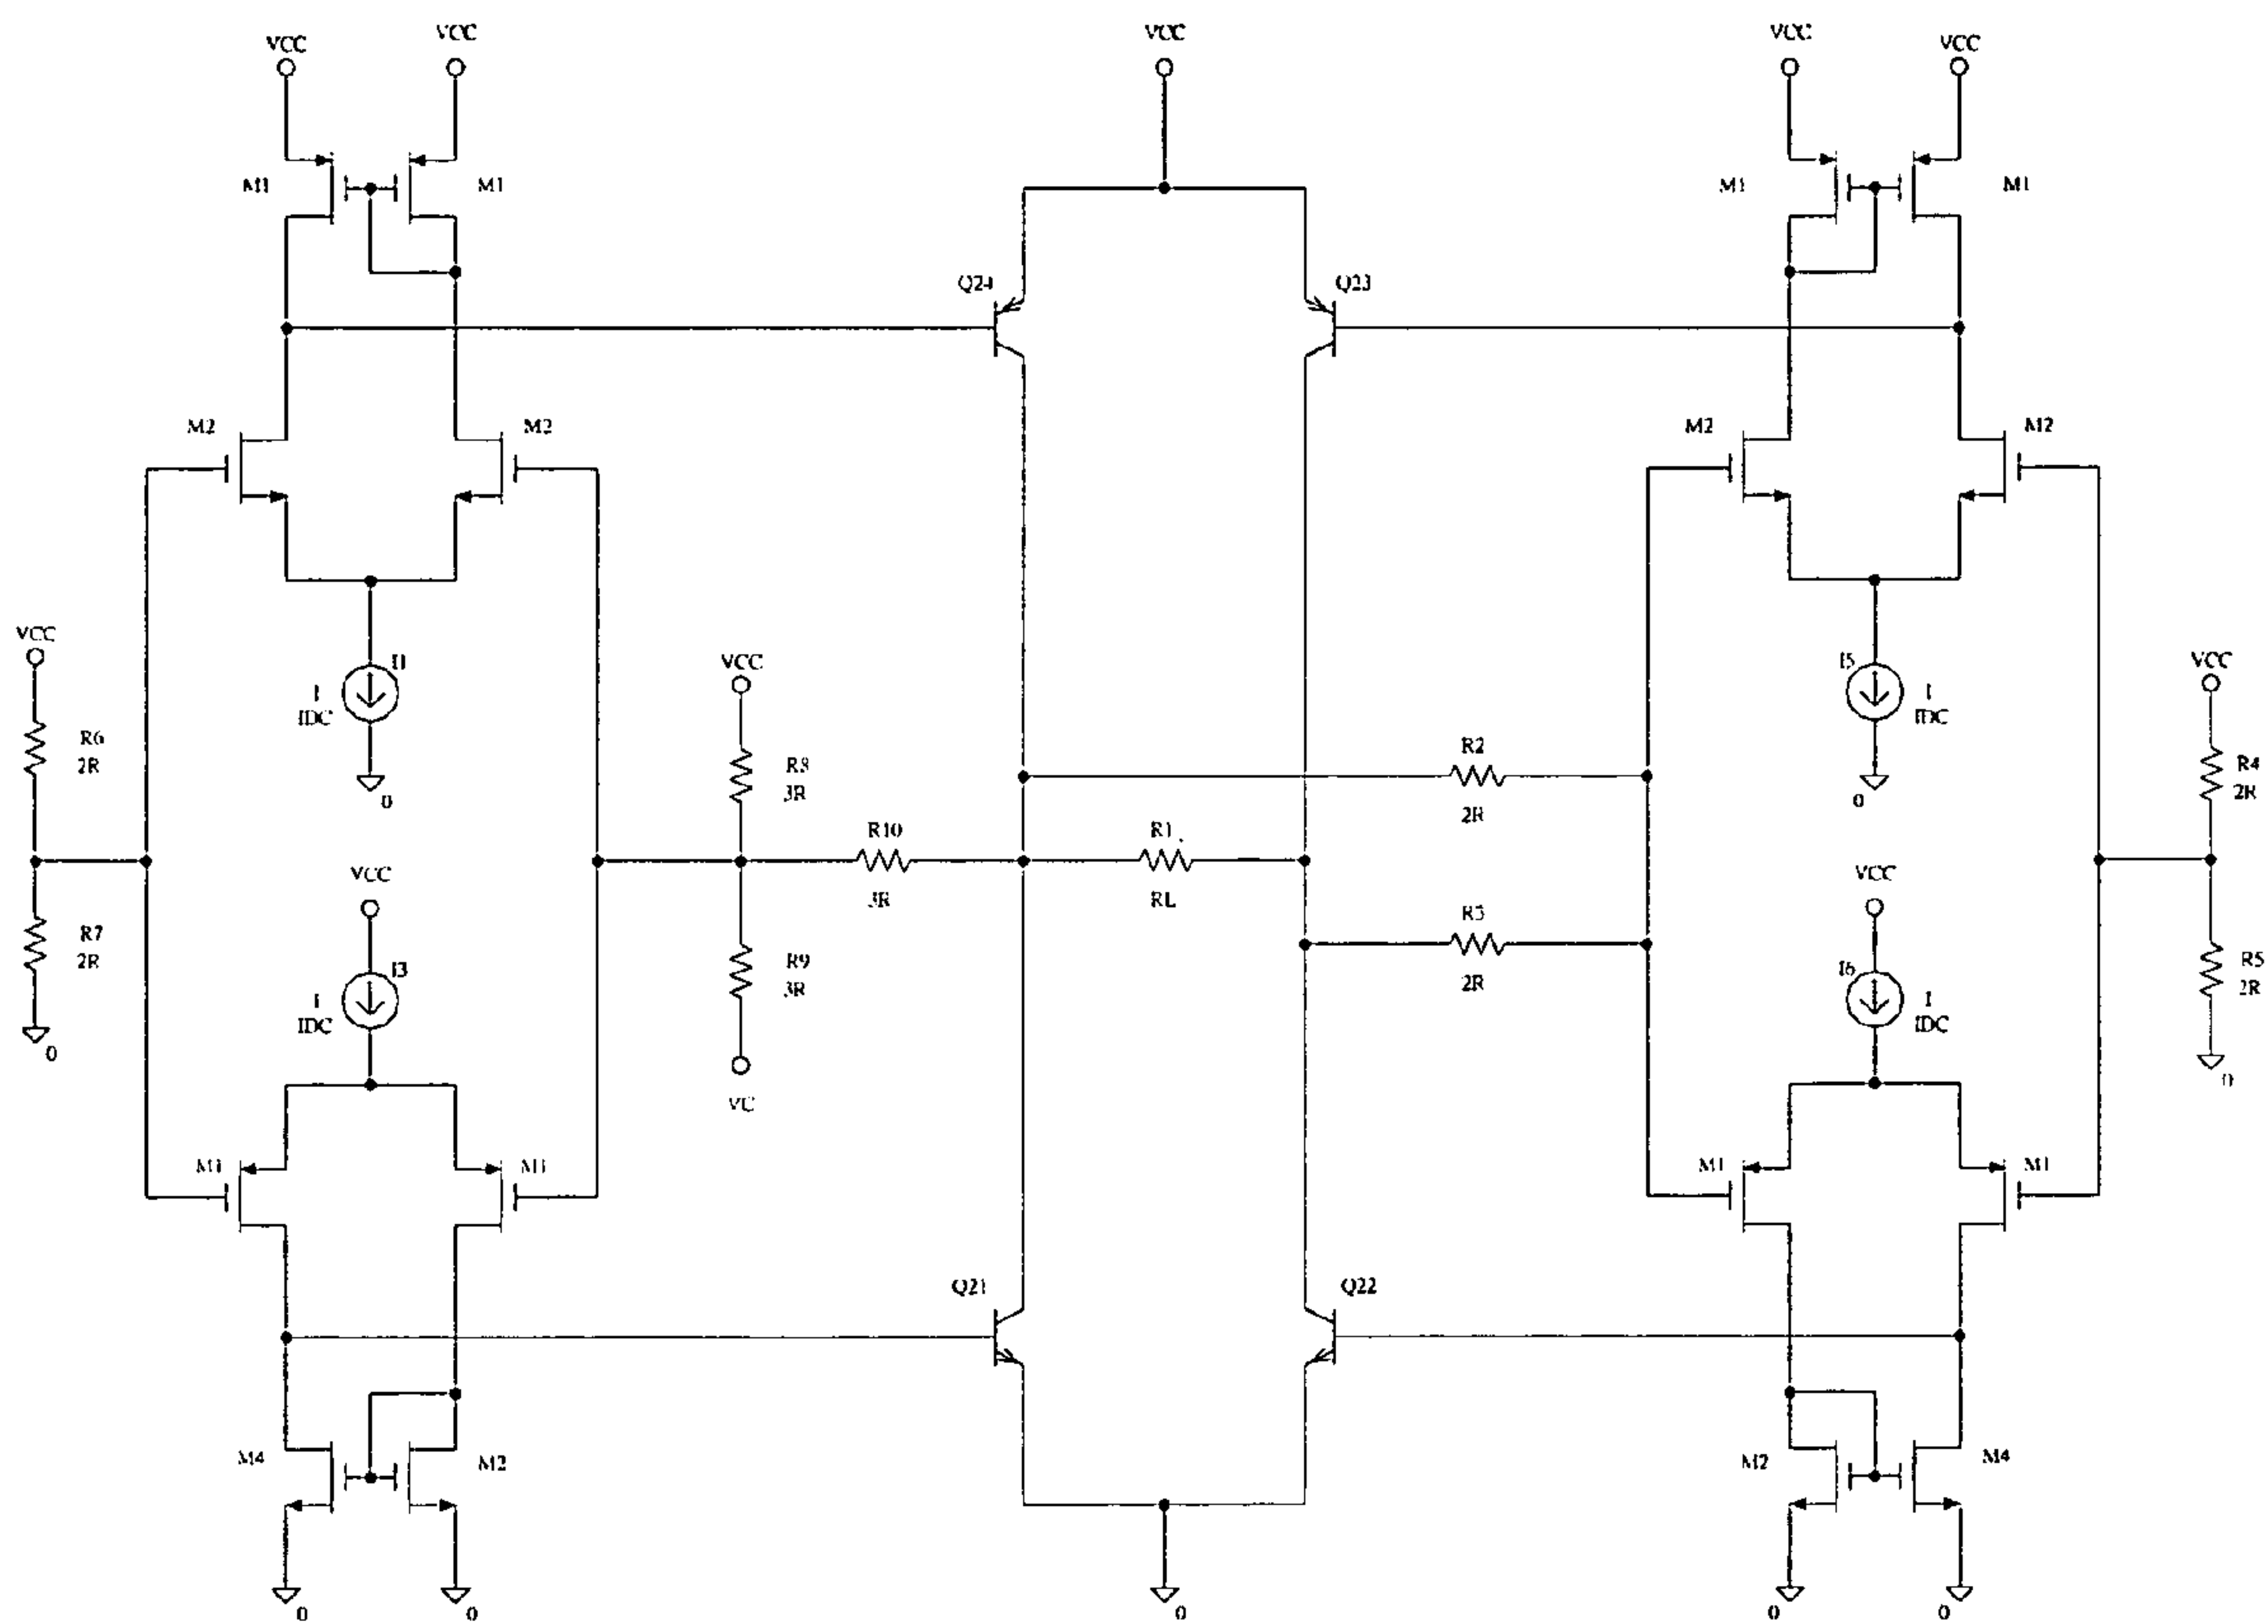 VCC
VCC
VCC
VCC
VCC
M1
M1
M1
M1
Q24
Q23
M2
M2
M2
M2
VCC
I1
I
IDC
0
VCC
I5
I
IDC
0
VCC
R6
2R
R8
3R
R2
2R
R4
2R
R10
3R
R1
RL
VCC
VCC
R7
2R
0
I3
I
IDC
R9
3R
VC
R3
2R
I6
I
IDC
R5
2R
0
M1
M1
M1
M1
Q21
Q22
M4
M2
M2
M4
0
0
0
0
0